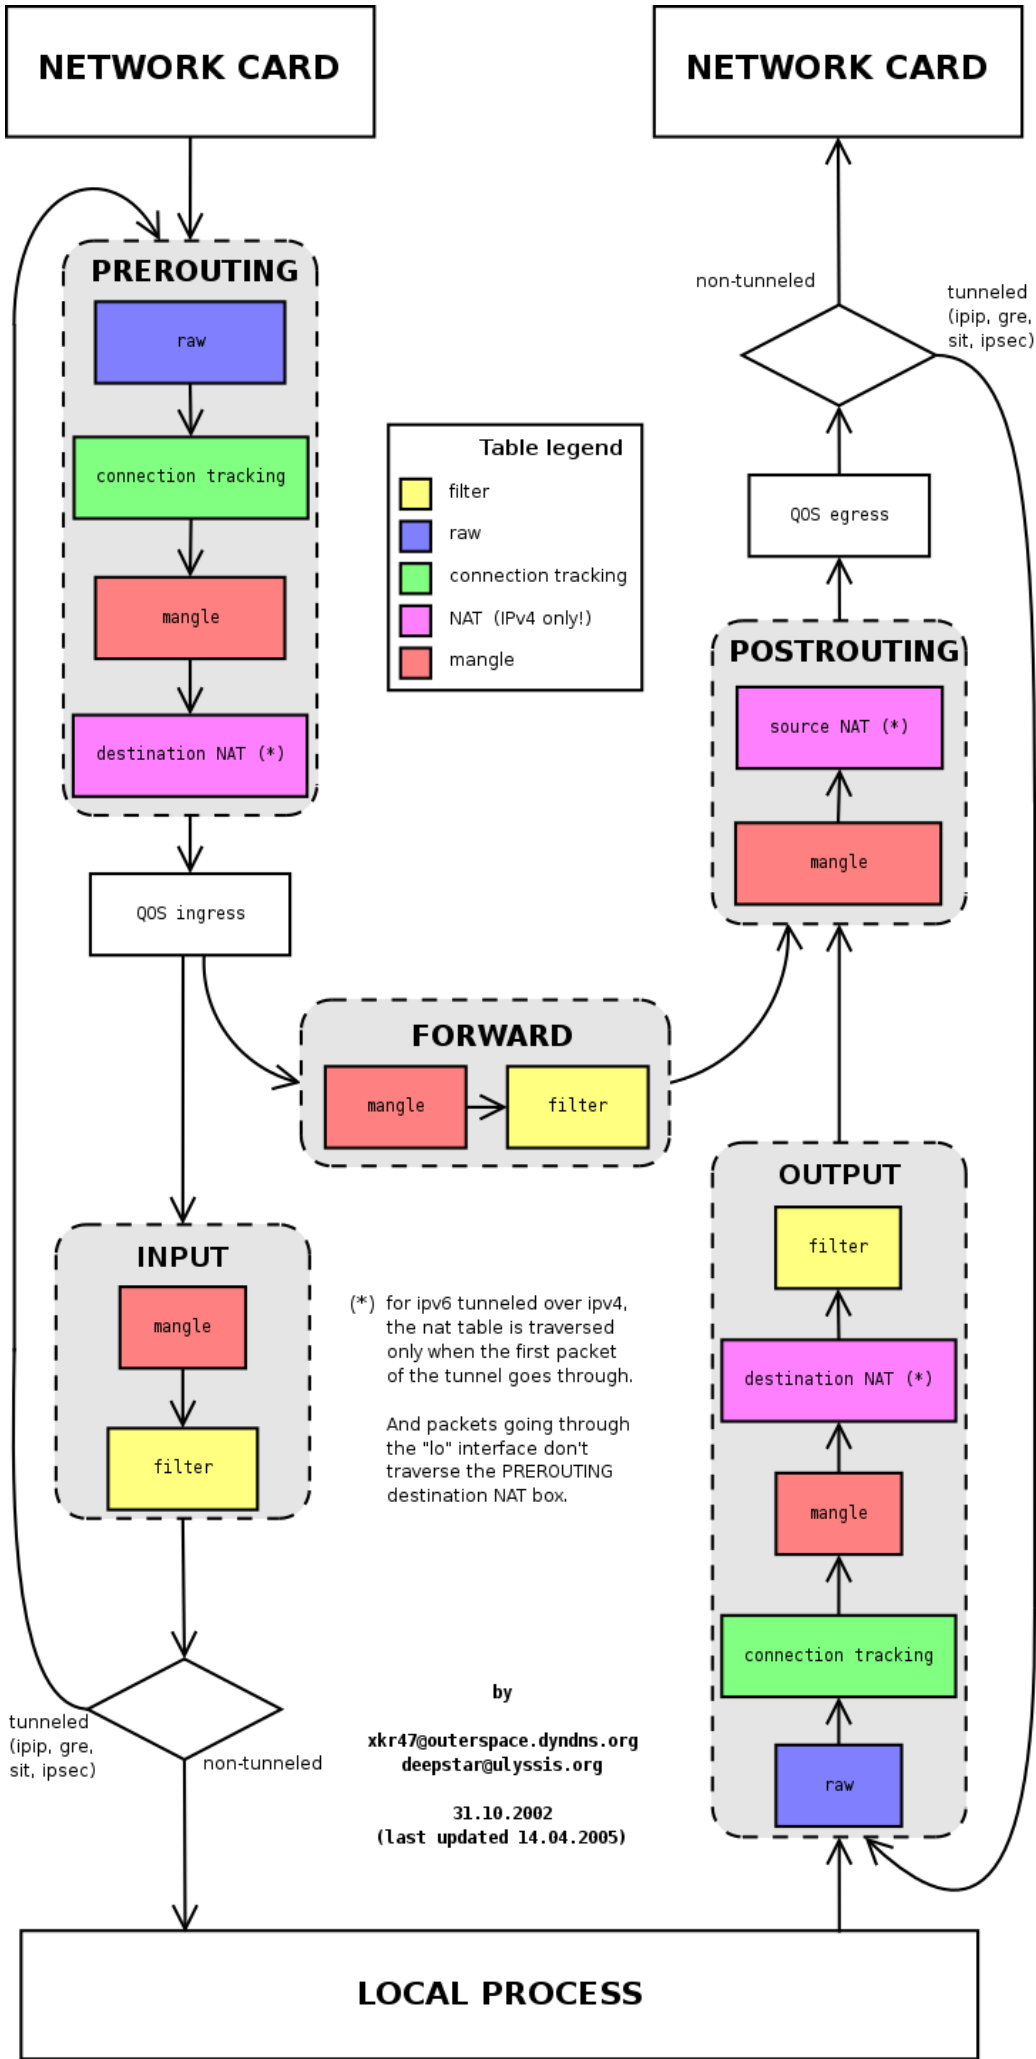 NETWORK CARD
NETWORK CARD
PREROUTING
raw
connection tracking
mangle
destination NAT (*)
QOS ingress
Table legend
filter
raw
connection tracking
NAT (IPv4 only!)
mangle
non-tunneled
tunneled
(ipip, gre,
sit, ipsec)
QOS egress
POSTROUTING
source NAT (*)
mangle
FORWARD
mangle
filter
INPUT
mangle
filter
(*) for ipv6 tunneled over ipv4,
the nat table is traversed
only when the first packet
of the tunnel goes through.
And packets going through
the "lo" interface don't
traverse the PREROUTING
destination NAT box.
OUTPUT
filter
destination NAT (*)
mangle
connection tracking
raw
tunneled
(ipip, gre,
sit, ipsec)
non-tunneled
by
xkr47@outerspace.dyndns.org
deepstar@ulyssis.org
31.10.2002
(last updated 14.04.2005)
LOCAL PROCESS